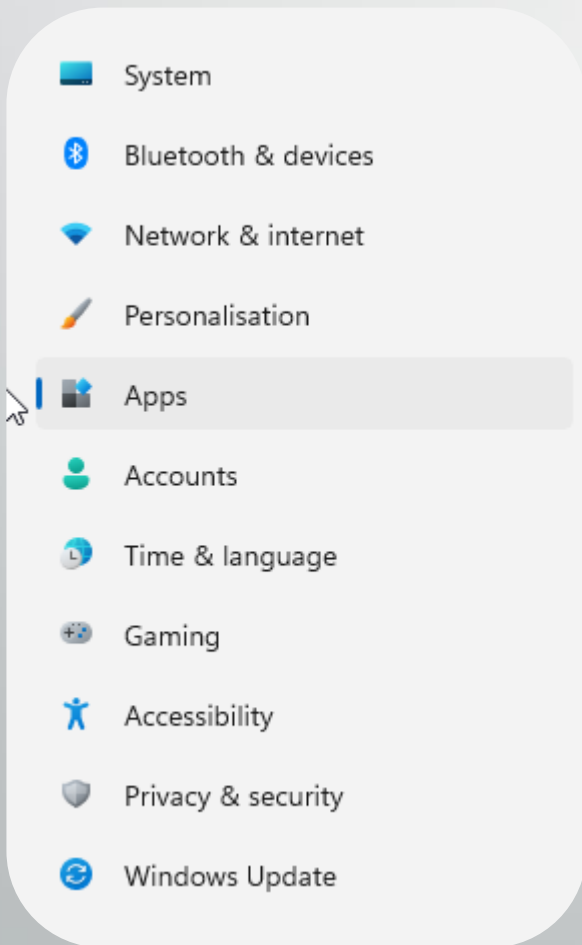 System
Bluetooth & devices
Network & internet
Personalisation
Apps
Accounts
Time & language
Gaming
Accessibility
Privacy & security
Windows Update